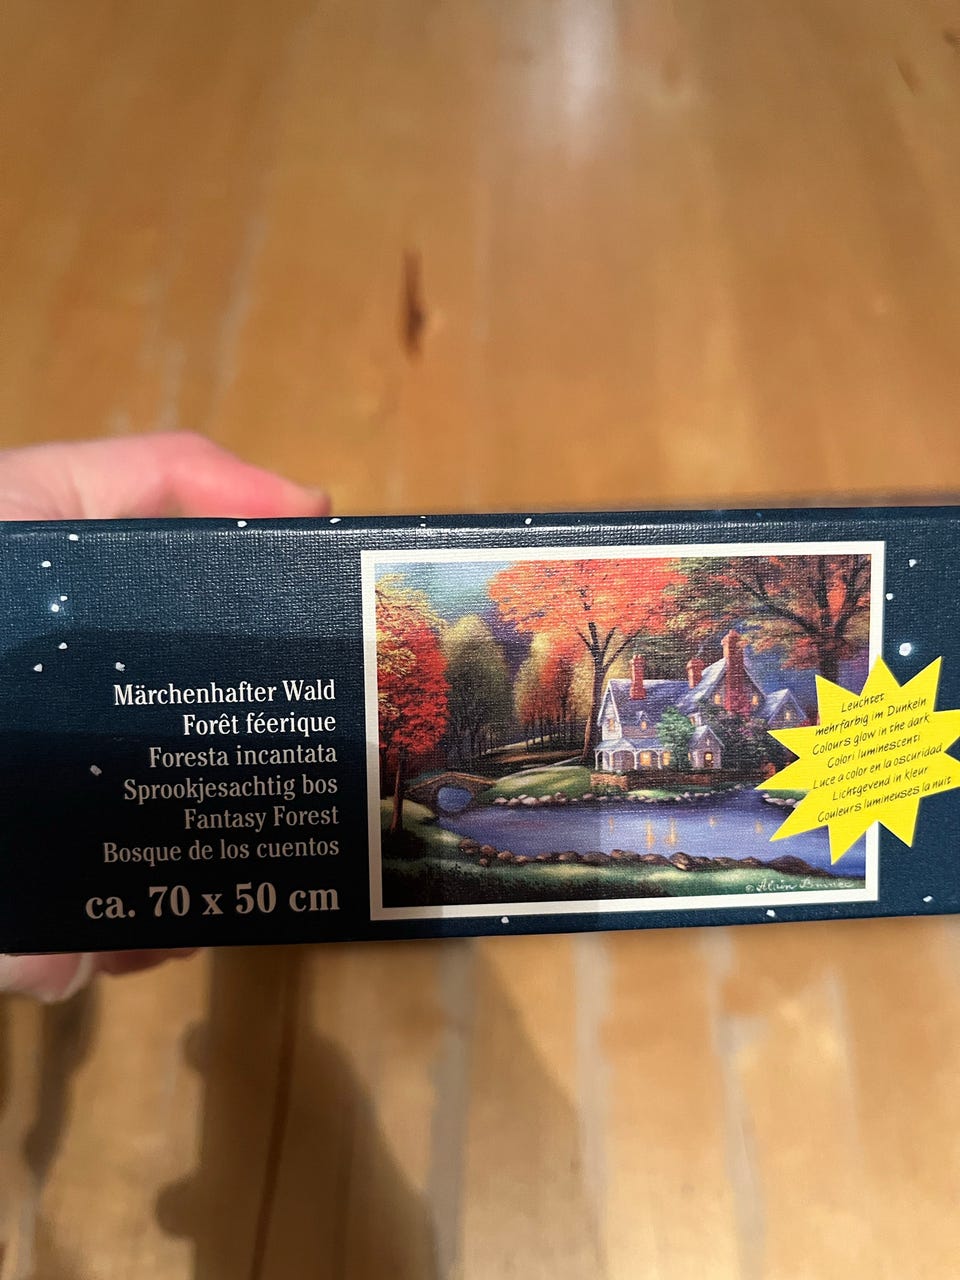 Märchenhafter Wald
Forêt féerique
Foresta incantata
Sprookjesachtig bos
Fantasy Forest
Bosque de los cuentos
ca. 70 x 50 cm
Leuchtet
mehrfarbig im Dunkeln
Colours glow in the dark
Colori luminescenti
Luce a color en la oscuridad
Lichtgevend in kleur
Couleurs lumineuses la nuit
©